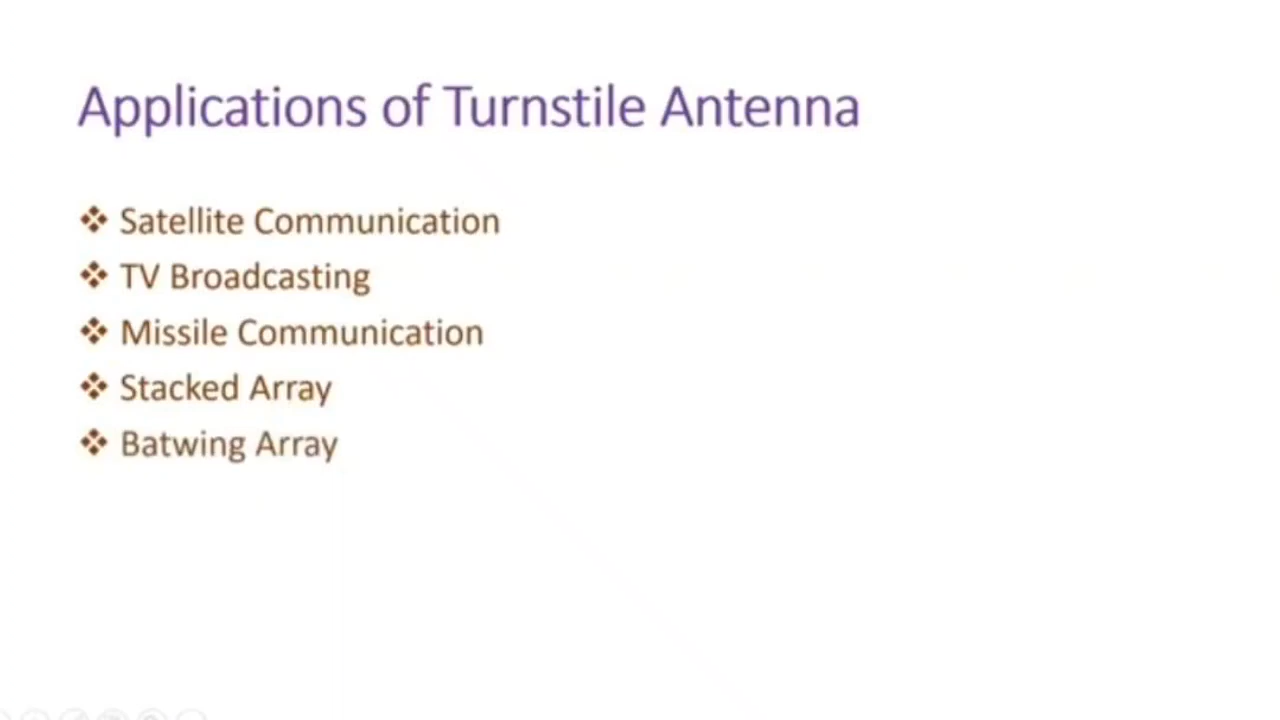 Applications of Turnstile Antenna
❖ Satellite Communication
❖ TV Broadcasting
❖ Missile Communication
❖ Stacked Array
❖ Batwing Array